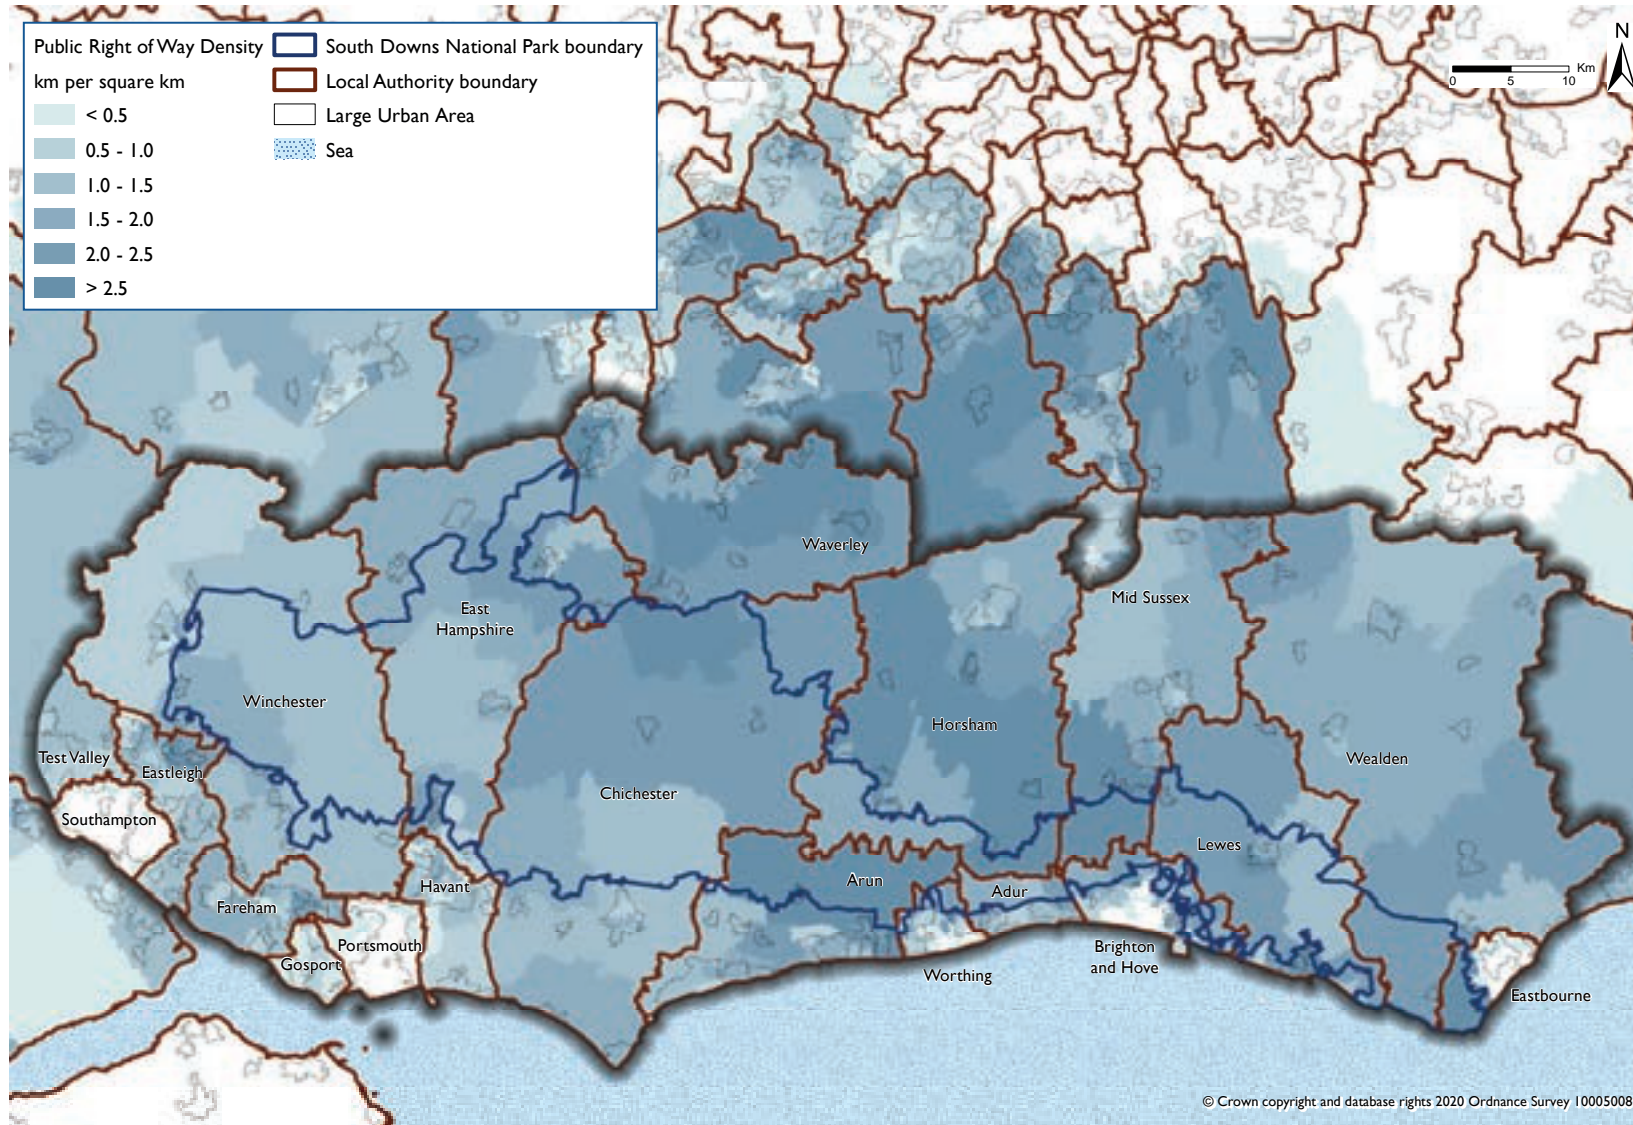 Public Right of Way Density
km per square km
< 0.5
0.5 - 1.0
1.0 - 1.5
1.5 - 2.0
2.0 - 2.5
> 2.5
South Downs National Park boundary
Local Authority boundary
Large Urban Area
Sea
N
Km
0 5 10
Waverley
Mid Sussex
East
Hampshire
Winchester
Horsham
Test Valley
Eastleigh
Wealden
Chichester
Southampton
Lewes
Havant
Arun
Adur
Fareham
Portsmouth
Gosport
Brighton
and Hove
Worthing
Eastbourne
© Crown copyright and database rights 2020 Ordnance Survey 10005008